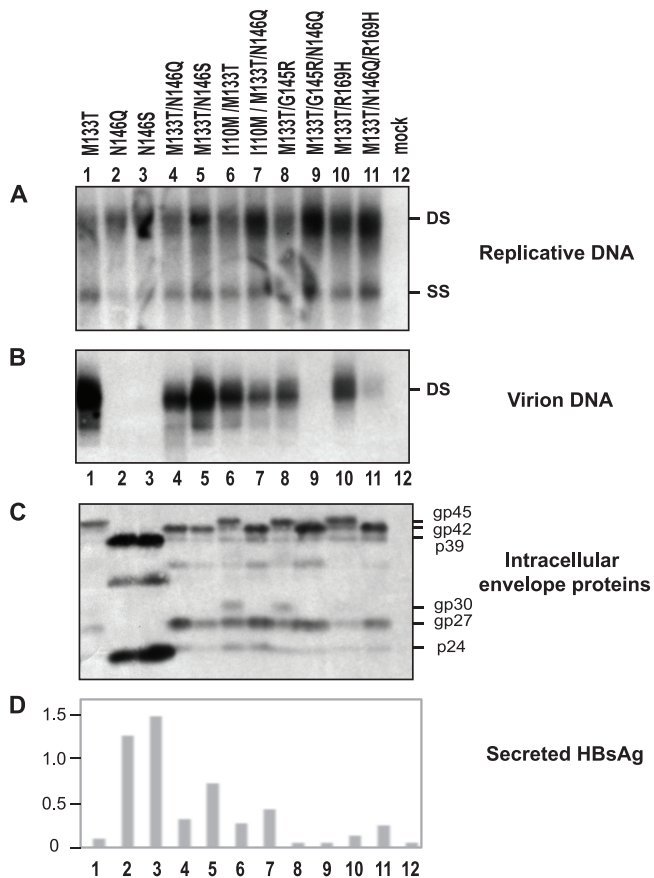 M133T
N146Q
N146S
M133T/N146Q
M133T/N146S
I110M /M133T
I110M / M133T/N146Q
M133T/G145R
M133T/G145R/N146Q
M133T/R169H
M133T/N146Q/R169H
mock
1 2 3 4 5 6 7 8 9 10 11 12
A
DS
Replicative DNA
SS
B
DS
Virion DNA
1 2 3 4 5 6 7 8 9 10 11 12
C
gp45
gp42
p39
Intracellular
envelope proteins
gp30
gp27
p24
D
1.5
1.0
0.5
0
Secreted HBsAg
1 2 3 4 5 6 7 8 9 10 11 12